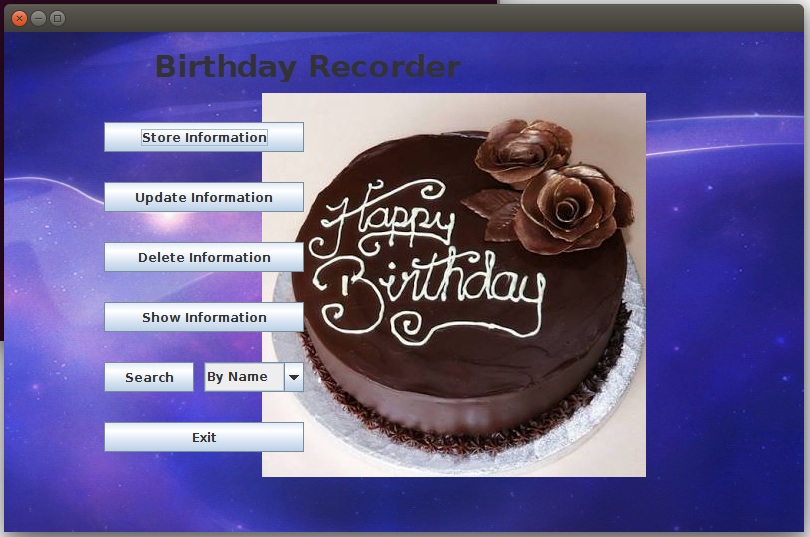 Birthday Recorder
Store Information
Update Information
Delete Information
Show Information
Search By Name
Exit
Happy
Birthday